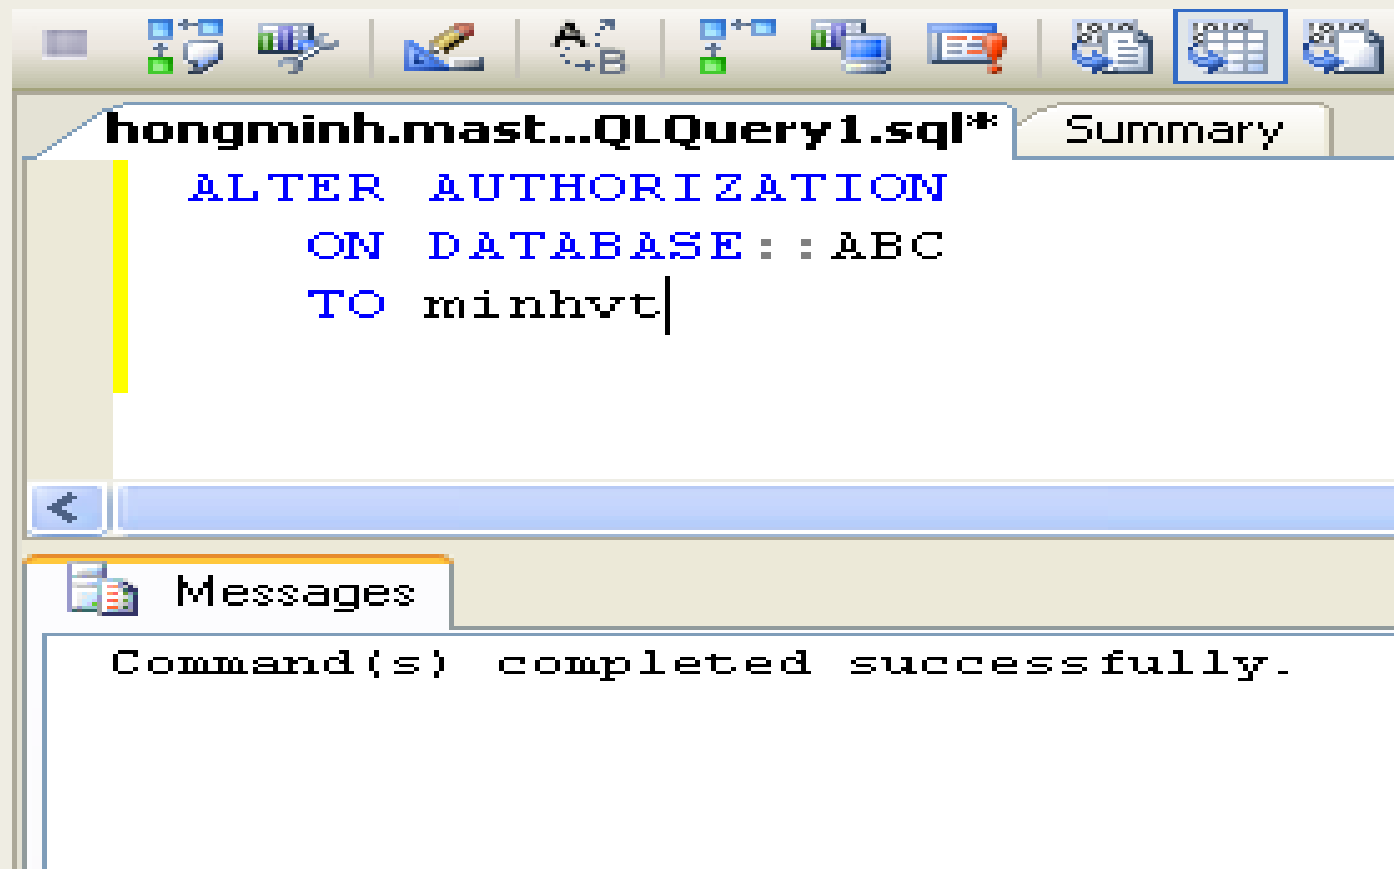 hongminh.mast...QLQuery1.sql* Summary
ALTER AUTHORIZATION
ON DATABASE::ABC
TO minhvt
Messages
Command(s) completed successfully.